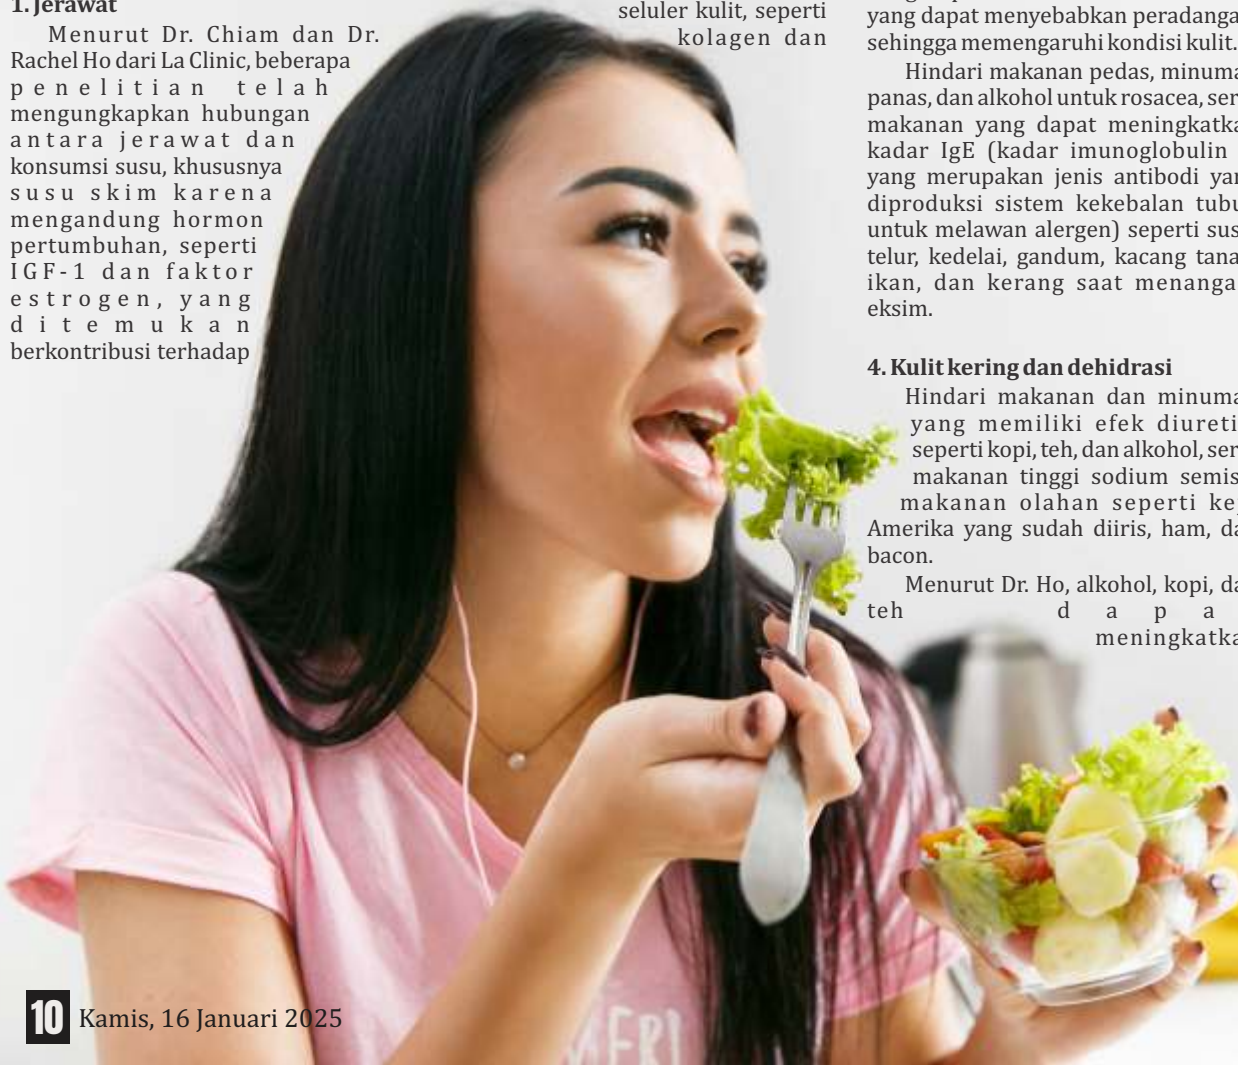 1. Jerawat
Menurut Dr. Chiam dan Dr.
Rachel Ho dari La Clinic, beberapa
penelitian telah
mengungkapkan hubungan
antara jerawat dan
konsumsi susu, khususnya
susu skim karena
mengandung hormon
pertumbuhan, seperti
IGF-1 dan faktor
estrogen, yang
ditemukan
berkontribusi terhadap
seluler kulit, seperti
kolagen dan
yang dapat menyebabkan peradanga
sehingga memengaruhi kondisi kulit.
Hindari makanan pedas, minuma
panas, dan alkohol untuk rosacea, ser
makanan yang dapat meningkatka
kadar IgE (kadar imunoglobulin
yang merupakan jenis antibodi yan
diproduksi sistem kekebalan tubu
untuk melawan alergen) seperti sus
telur, kedelai, gandum, kacang tana
ikan, dan kerang saat menanga
eksim.
4. Kulit kering dan dehidrasi
Hindari makanan dan minuma
yang memiliki efek diureti
seperti kopi, teh, dan alkohol, ser
makanan tinggi sodium semis
makanan olahan seperti kej
Amerika yang sudah diiris, ham, da
bacon.
Menurut Dr. Ho, alkohol, kopi, da
teh dapa
meningkatka
10 Kamis, 16 Januari 2025